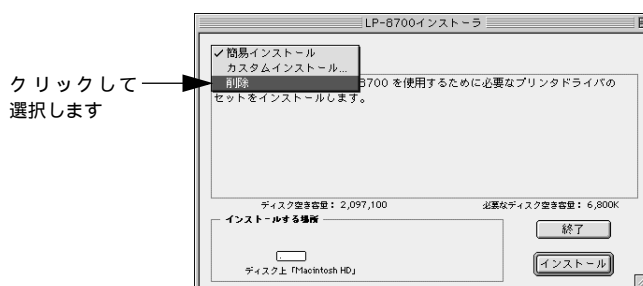 LP-8700インストーラ
✓簡易インストール
カスタムインストール...
削除
クリックして
選択します
8700 を使用するために必要なプリンタドライバの
セットをインストールします。
ディスク空き容量： 2,097,100
必要なディスク空き容量： 6,800K
インストールする場所
終了
ディスク上「Macintosh HD」
インストール